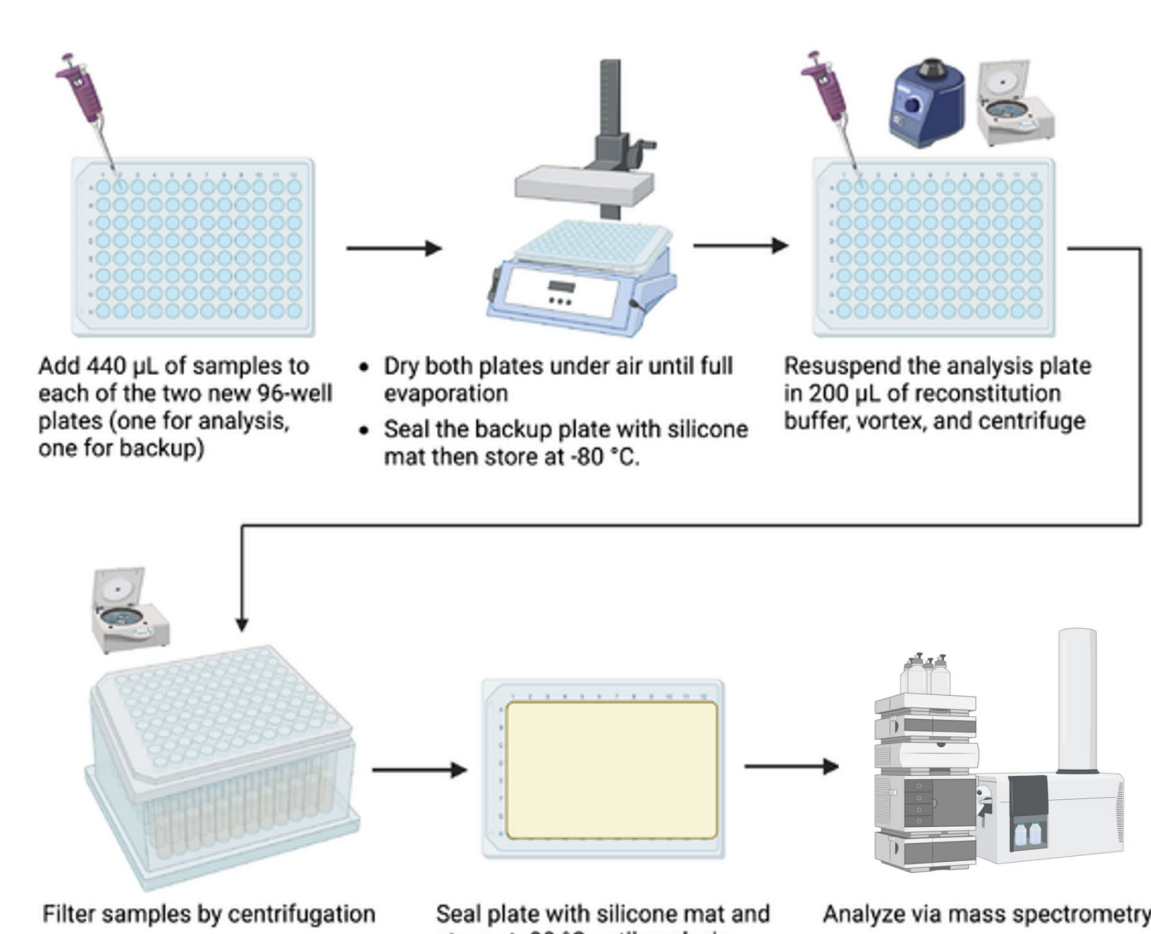 Add 440 µL of samples to
each of the two new 96-well
plates (one for analysis,
one for backup)
• Dry both plates under air until full
evaporation
• Seal the backup plate with silicone
mat then store at -80 °C.
Resuspend the analysis plate
in 200 µL of reconstitution
buffer, vortex, and centrifuge
Filter samples by centrifugation
Seal plate with silicone mat and
Analyze via mass spectrometry